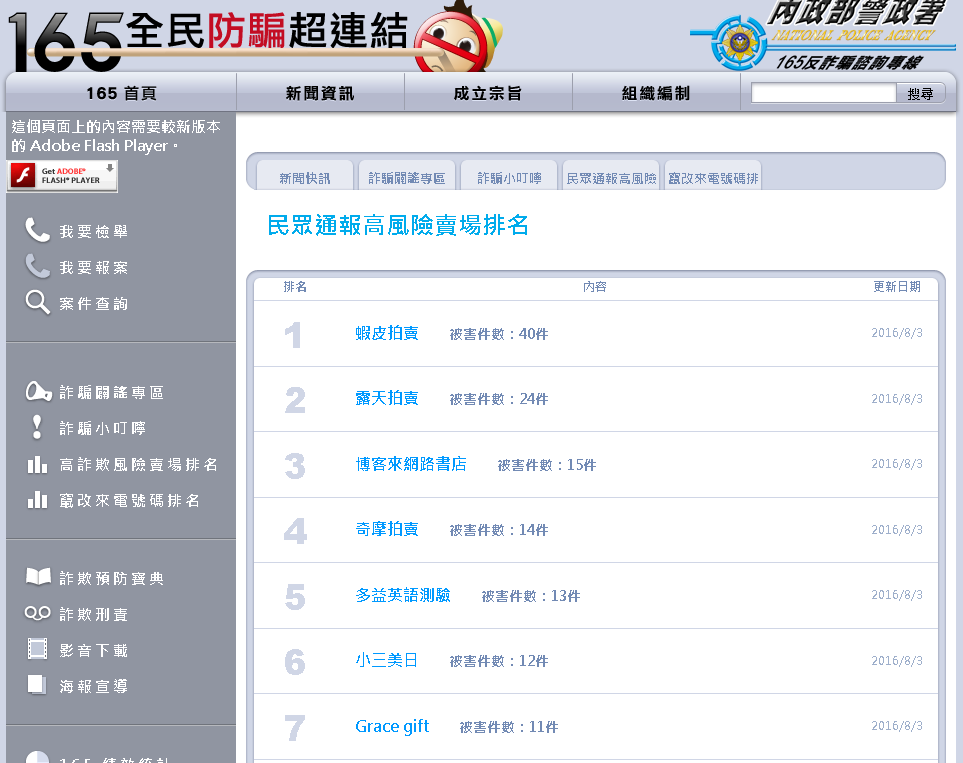 165全民防騙超連結
內政部警政署
NATIONAL POLICE AGENCY
165反詐騙諮詢專線
165 首頁
新聞資訊
成立宗旨
組織編制
搜尋
這個頁面上的內容需要較新版本
的 Adobe Flash Player。
Get ADOBE®
FLASH® PLAYER
我要檢舉
我要報案
案件查詢
詐騙闢謠專區
詐騙小叮嚀
高詐欺風險賣場排名
竄改來電號碼排名
詐欺預防寶典
詐欺刑責
影音下載
海報宣導
165 績效統計
新聞快訊
詐騙闢謠專區
詐騙小叮嚀
民眾通報高風險
竄改來電號碼排
民眾通報高風險賣場排名
排名 內容 更新日期
1 蝦皮拍賣 被害件數：40件 2016/8/3
2 露天拍賣 被害件數：24件 2016/8/3
3 博客來網路書店 被害件數：15件 2016/8/3
4 奇摩拍賣 被害件數：14件 2016/8/3
5 多益英語測驗 被害件數：13件 2016/8/3
6 小三美日 被害件數：12件 2016/8/3
7 Grace gift 被害件數：11件 2016/8/3